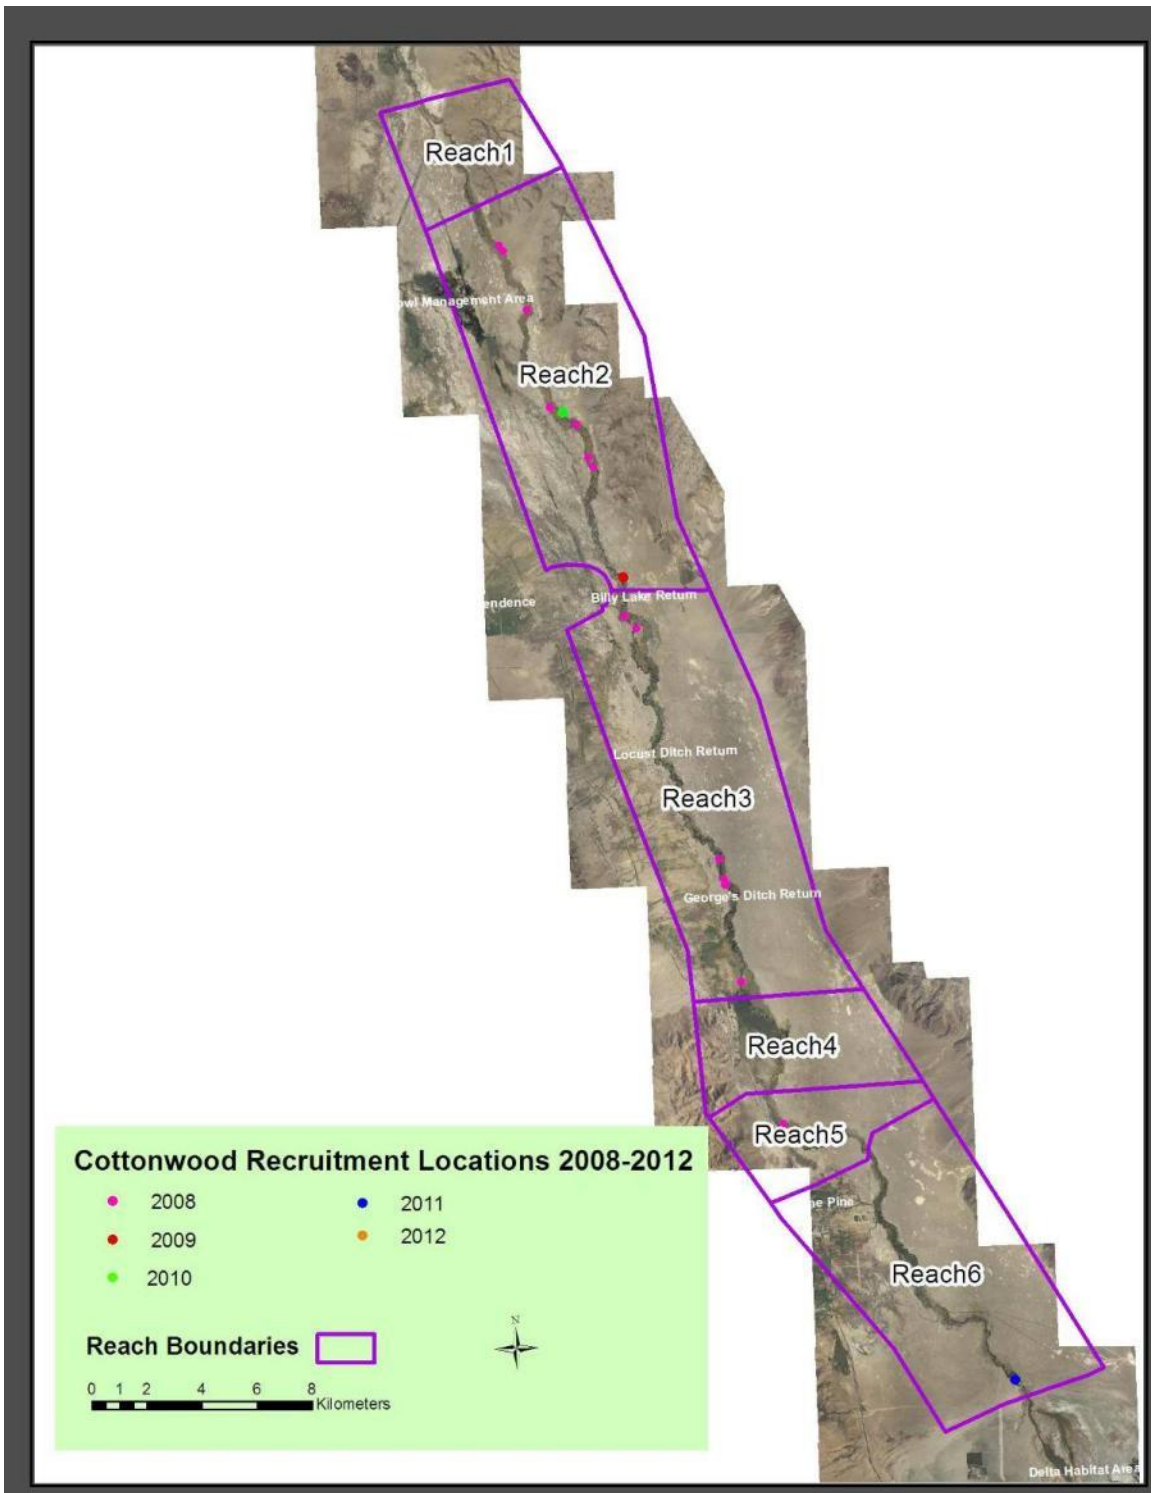 Reach1
owl Management Area
Reach2
Billy Lake Return
endence
Locust Ditch Return
Reach3
George's Ditch Return
Reach4
Reach5
ne Pine
Reach6
Delta Habitat Area
Cottonwood Recruitment Locations 2008-2012
2008
2011
2009
2012
2010
Reach Boundaries
N
0 1 2 4 6 8
Kilometers